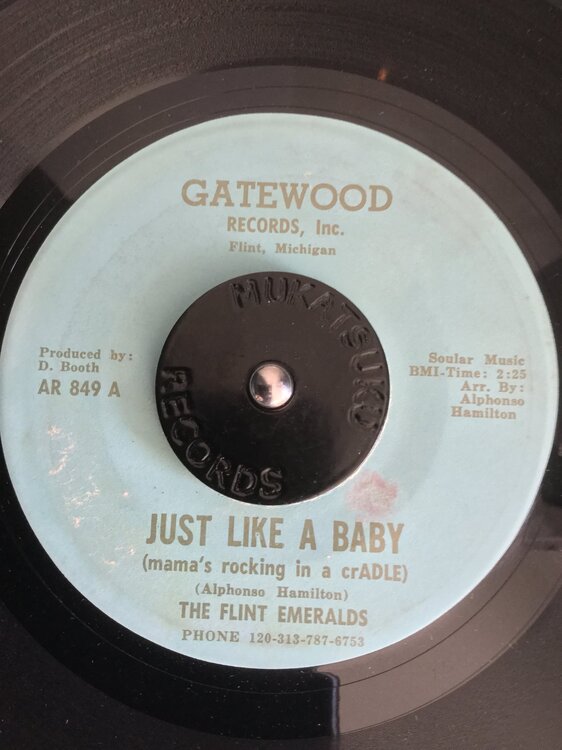 GATEWOOD
RECORDS, Inc.
Flint, Michigan
MUKATSUKU
RECORDS
Produced by:
D. Booth
AR 849 A
Soular Music
BMI-Time: 2:25
Arr. By:
Alphonso
Hamilton
JUST LIKE A BABY
(mama's rocking in a crADLE)
(Alphonso Hamilton)
THE FLINT EMERALDS
PHONE 120-313-787-6753